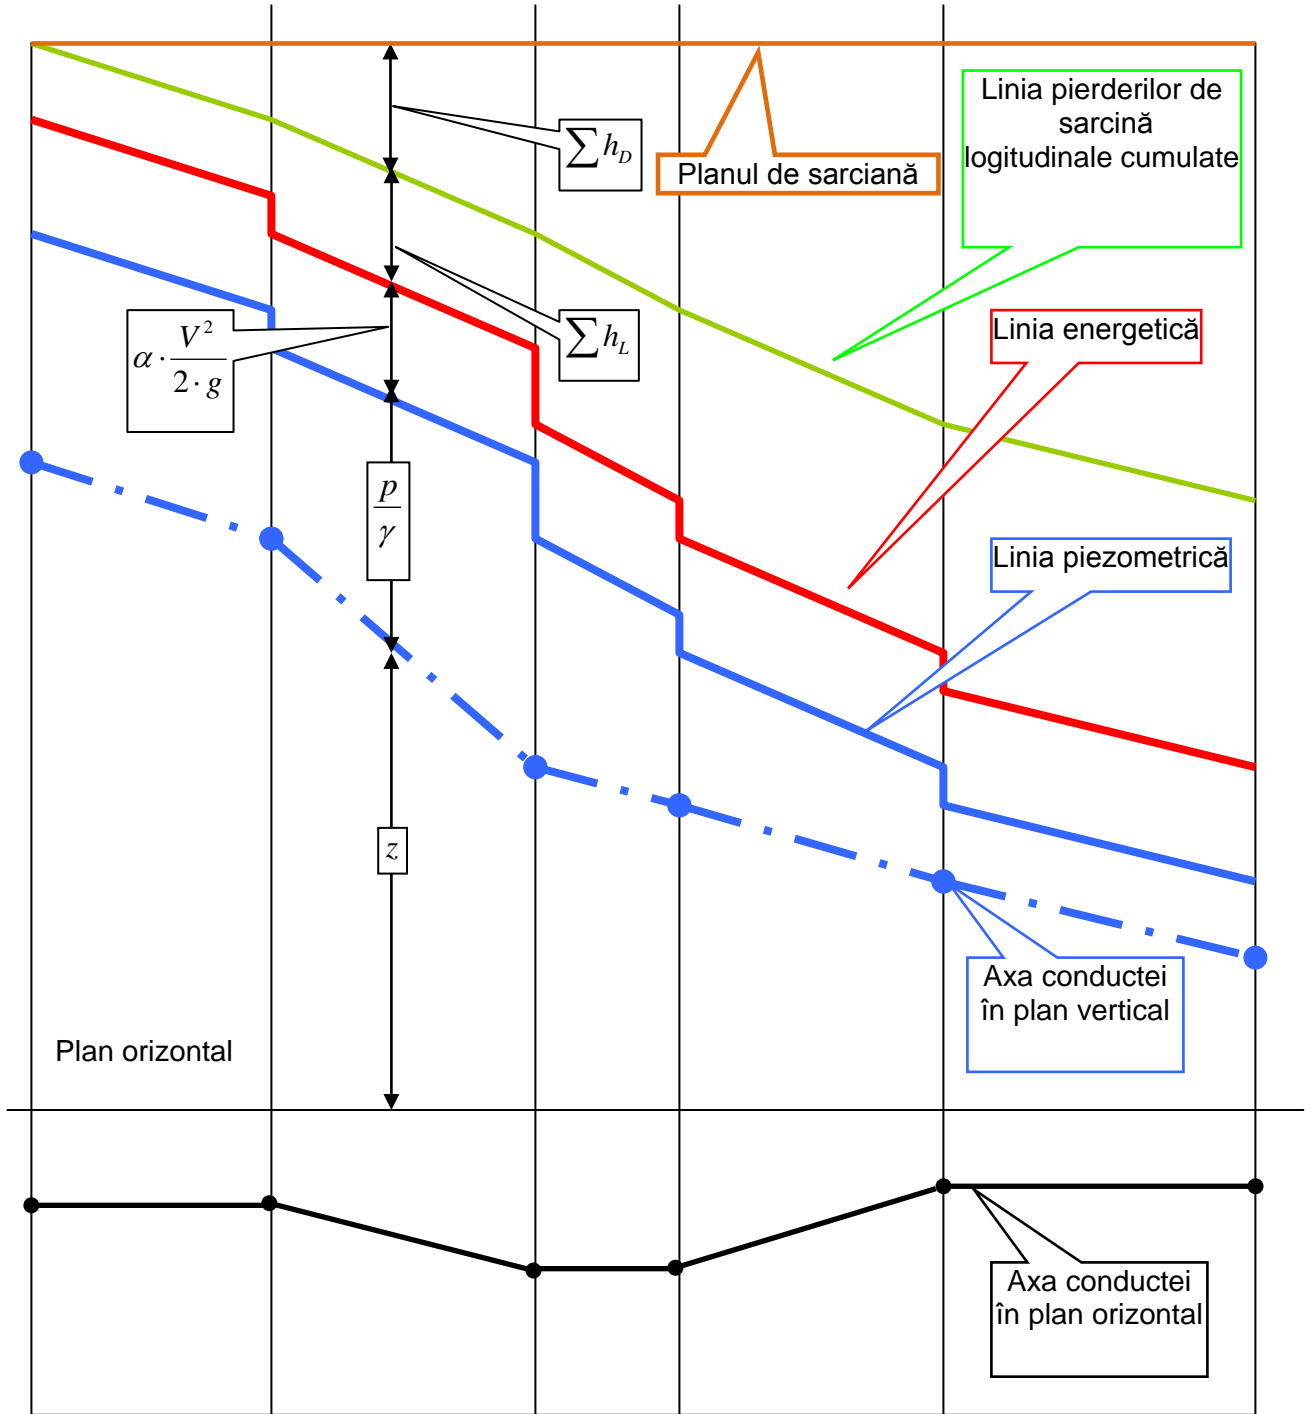 Linia pierderilor de
sarcină
logitudinale cumulate
∑ h_D
Planul de sarciană
α · V² / 2 · g
∑ h_L
Linia energetică
p / γ
Linia piezometrică
z
Axa conductei
în plan vertical
Plan orizontal
Axa conductei
în plan orizontal